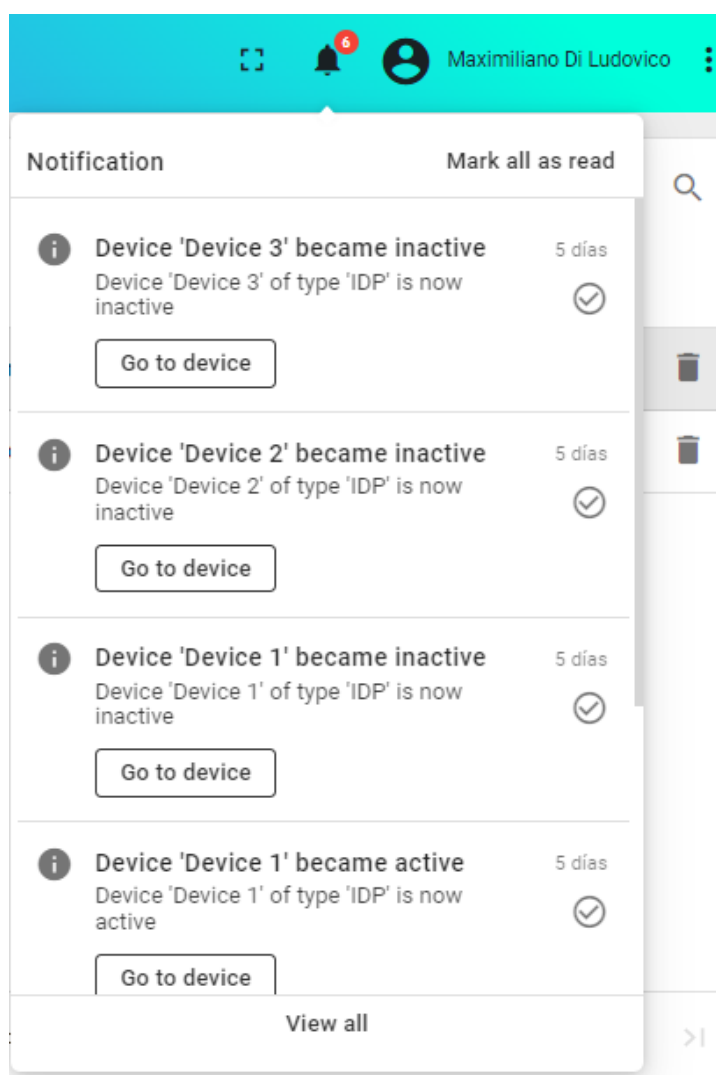 6
Maximiliano Di Ludovico
Notification
Mark all as read
Device 'Device 3' became inactive
5 días
Device 'Device 3' of type 'IDP' is now
inactive
Go to device
Device 'Device 2' became inactive
5 días
Device 'Device 2' of type 'IDP' is now
inactive
Go to device
Device 'Device 1' became inactive
5 días
Device 'Device 1' of type 'IDP' is now
inactive
Go to device
Device 'Device 1' became active
5 días
Device 'Device 1' of type 'IDP' is now
active
Go to device
View all